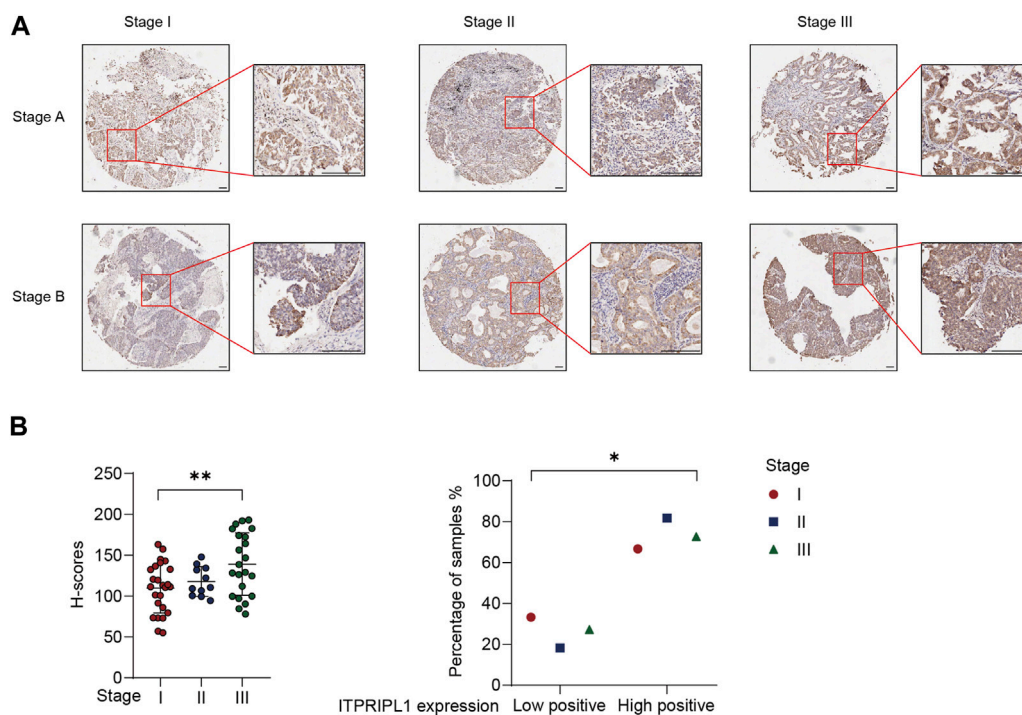 A
Stage I Stage II Stage III
Stage A
Stage B
B
H-scores
250
200
150
100
50
0
**
Stage I II III
Percentage of samples %
100
80
60
40
20
0
*
ITPRIPL1 expression Low positive High positive
Stage
I
II
III